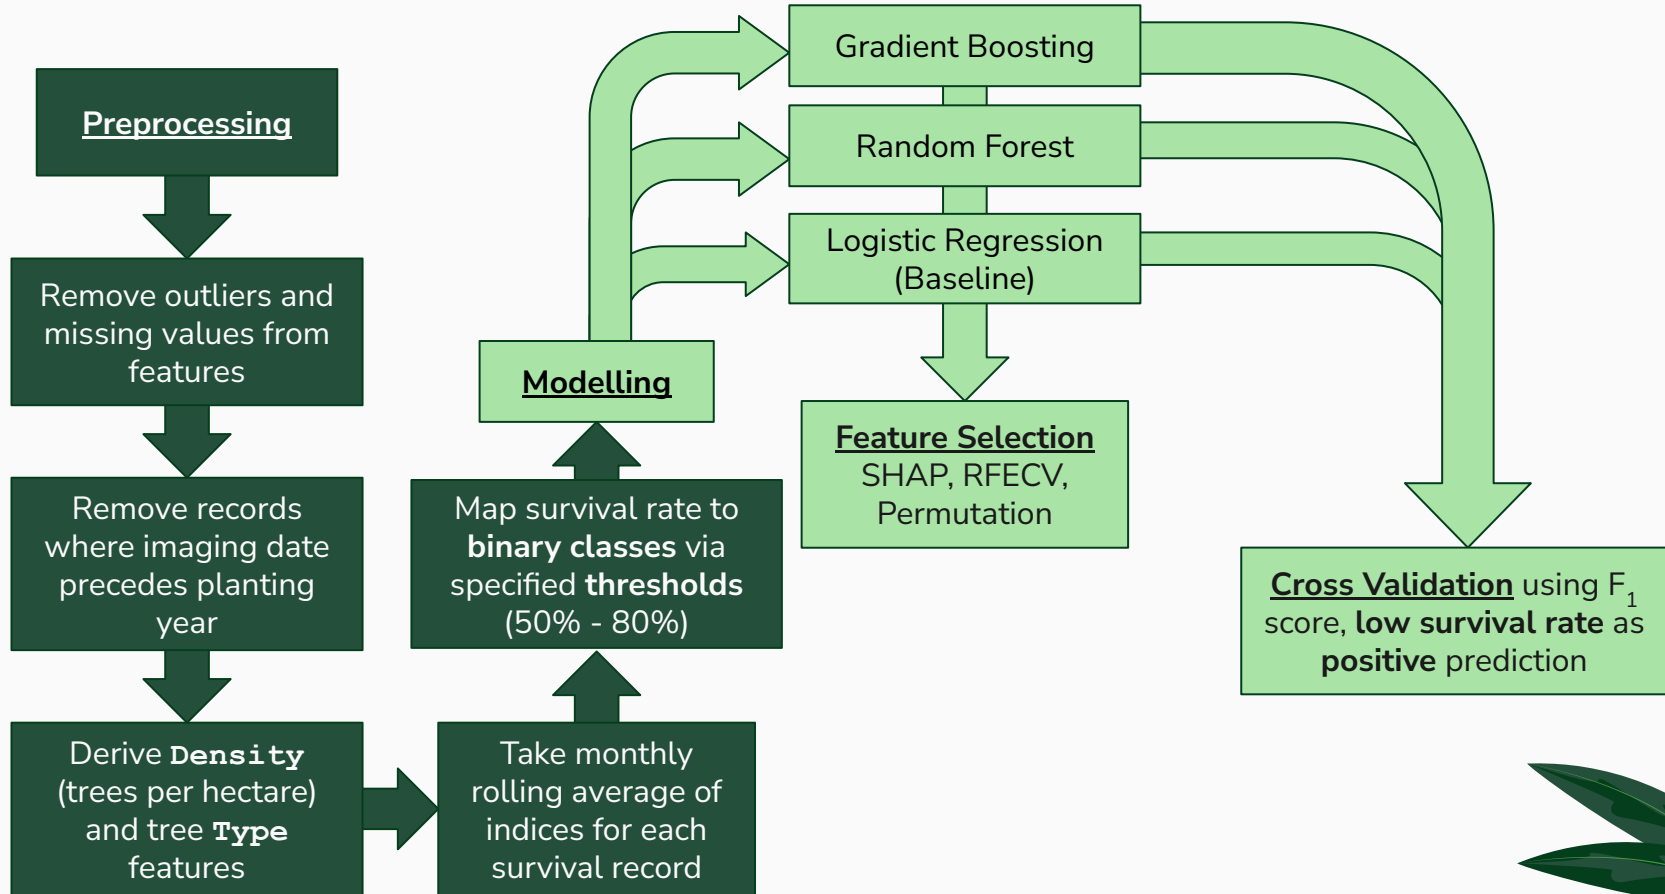 Preprocessing
Remove outliers and
missing values from
features
Remove records
where imaging date
precedes planting
year
Derive Density
(trees per hectare)
and tree Type
features
Take monthly
rolling average of
indices for each
survival record
Map survival rate to
binary classes via
specified thresholds
(50% - 80%)
Modelling
Gradient Boosting
Random Forest
Logistic Regression
(Baseline)
Feature Selection
SHAP, RFECV,
Permutation
Cross Validation using F1
score, low survival rate as
positive prediction